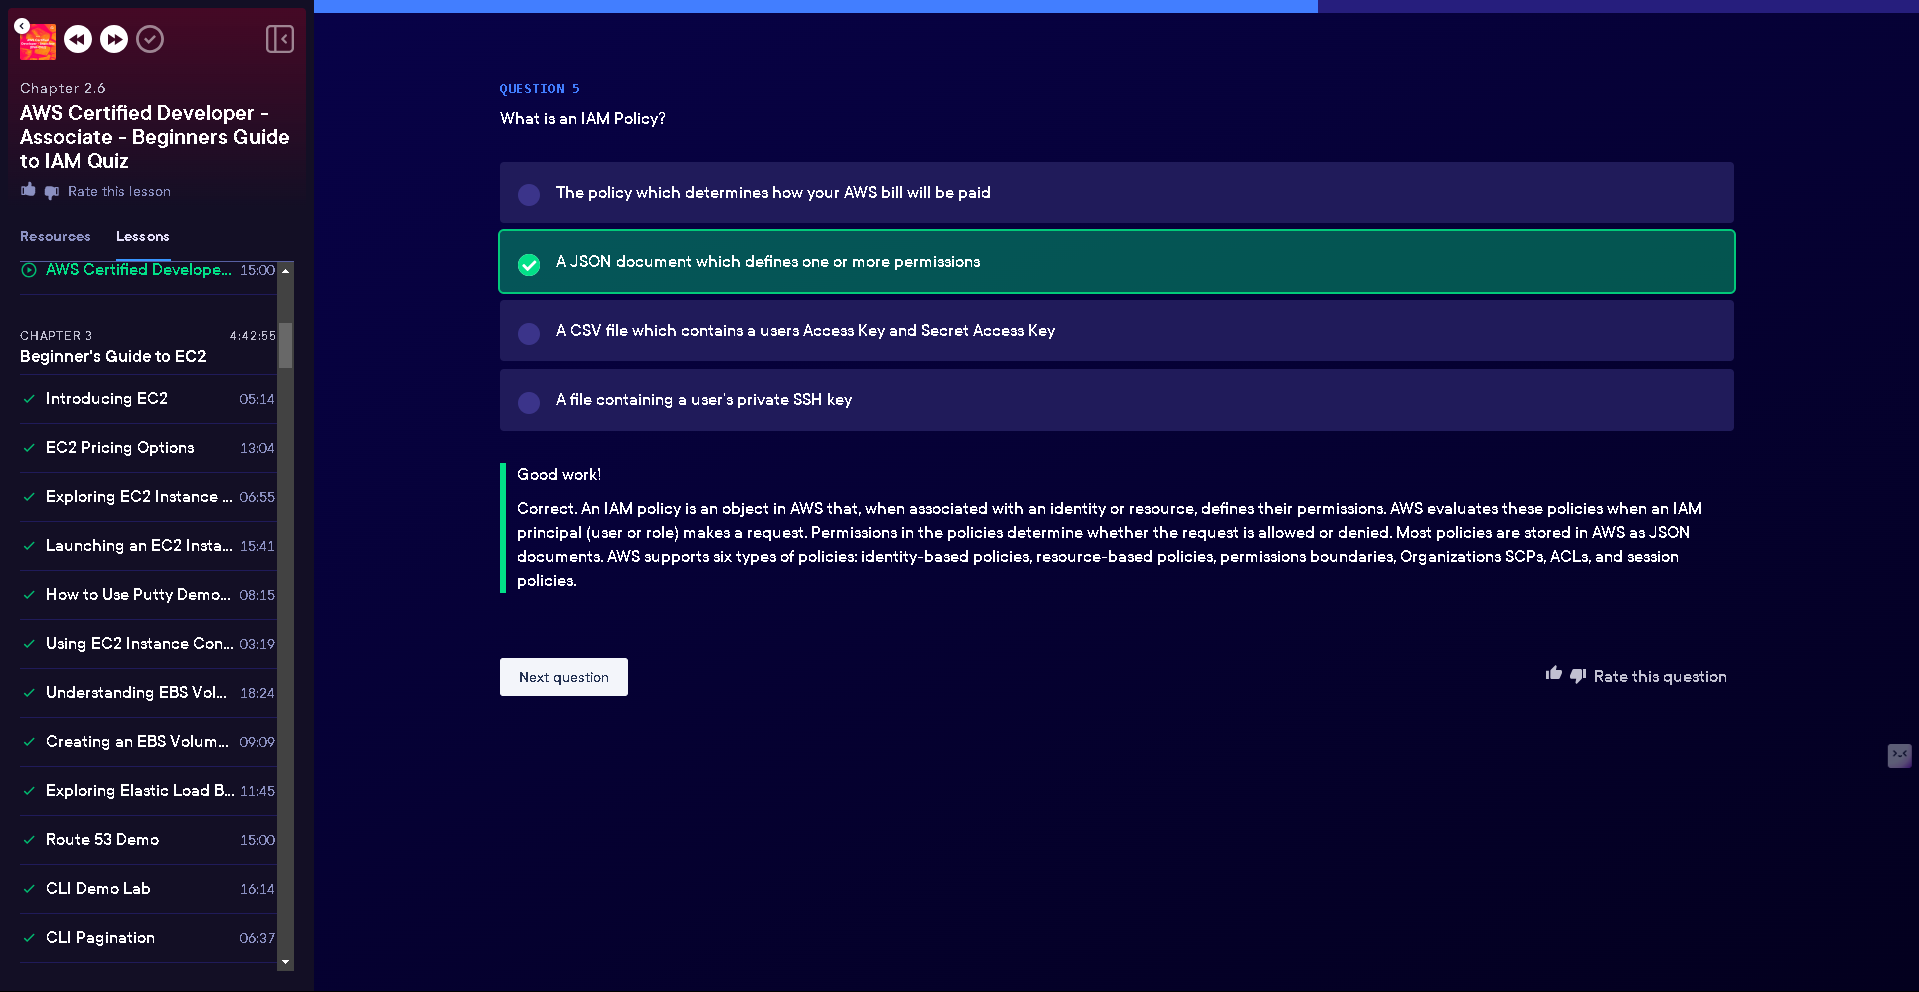 Chapter 2.6
AWS Certified Developer -
Associate - Beginners Guide
to IAM Quiz
Rate this lesson
Resources Lessons
AWS Certified Develope... 15:00
CHAPTER 3 4:42:55
Beginner's Guide to EC2
Introducing EC2 05:14
EC2 Pricing Options 13:04
Exploring EC2 Instance ... 06:55
Launching an EC2 Insta... 15:41
How to Use Putty Demo... 08:15
Using EC2 Instance Con... 03:19
Understanding EBS Vol... 18:24
Creating an EBS Volum... 09:09
Exploring Elastic Load B... 11:45
Route 53 Demo 15:00
CLI Demo Lab 16:14
CLI Pagination 06:37
QUESTION 5
What is an IAM Policy?
The policy which determines how your AWS bill will be paid
A JSON document which defines one or more permissions
A CSV file which contains a users Access Key and Secret Access Key
A file containing a user's private SSH key
Good work!
Correct. An IAM policy is an object in AWS that, when associated with an identity or resource, defines their permissions. AWS evaluates these policies when an IAM
principal (user or role) makes a request. Permissions in the policies determine whether the request is allowed or denied. Most policies are stored in AWS as JSON
documents. AWS supports six types of policies: identity-based policies, resource-based policies, permissions boundaries, Organizations SCPs, ACLs, and session
policies.
Next question
Rate this question